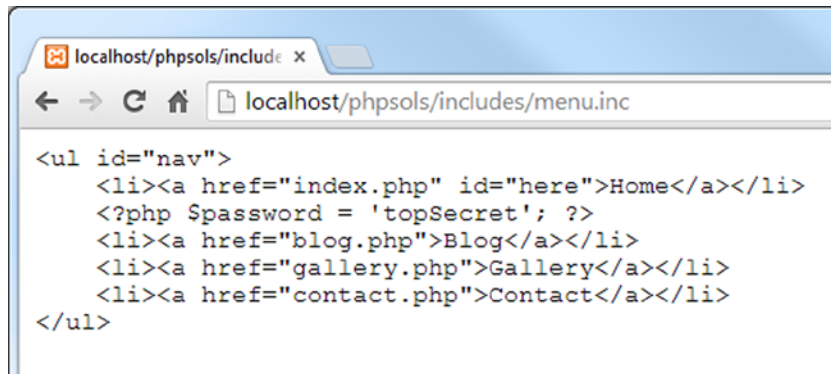 localhost/phpsols/include
localhost/phpsols/includes/menu.inc
<ul id="nav">
    <li><a href="index.php" id="here">Home</a></li>
    <?php $password = 'topSecret'; ?>
    <li><a href="blog.php">Blog</a></li>
    <li><a href="gallery.php">Gallery</a></li>
    <li><a href="contact.php">Contact</a></li>
</ul>